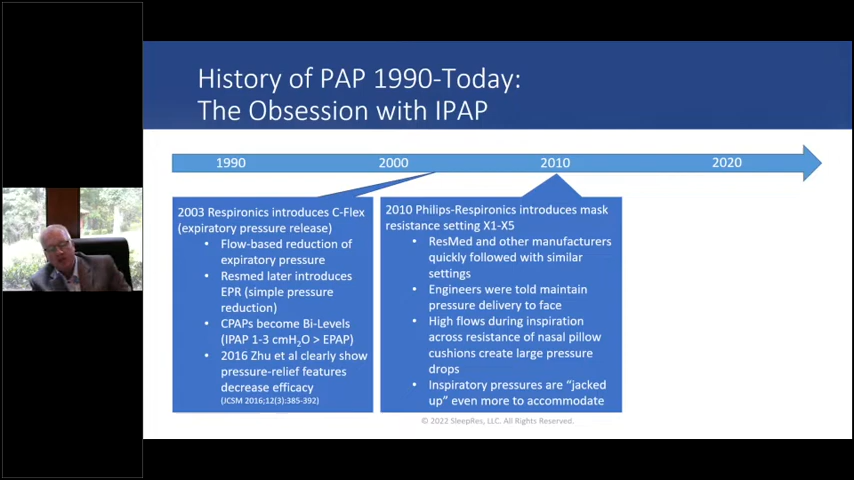 History of PAP 1990-Today:
The Obsession with IPAP
1990
2000
2010
2020
2003 Respironics introduces C-Flex
(expiratory pressure release)
• Flow-based reduction of
expiratory pressure
• Resmed later introduces
EPR (simple pressure
reduction)
• CPAPs become Bi-Levels
(IPAP 1-3 cmH₂O > EPAP)
• 2016 Zhu et al clearly show
pressure-relief features
decrease efficacy
(JCSM 2016;12(3):385-392)
2010 Philips-Respironics introduces mask
resistance setting X1-X5
• ResMed and other manufacturers
quickly followed with similar
settings
• Engineers were told maintain
pressure delivery to face
• High flows during inspiration
across resistance of nasal pillow
cushions create large pressure
drops
• Inspiratory pressures are “jacked
up” even more to accommodate
© 2022 SleepRes, LLC. All Rights Reserved.